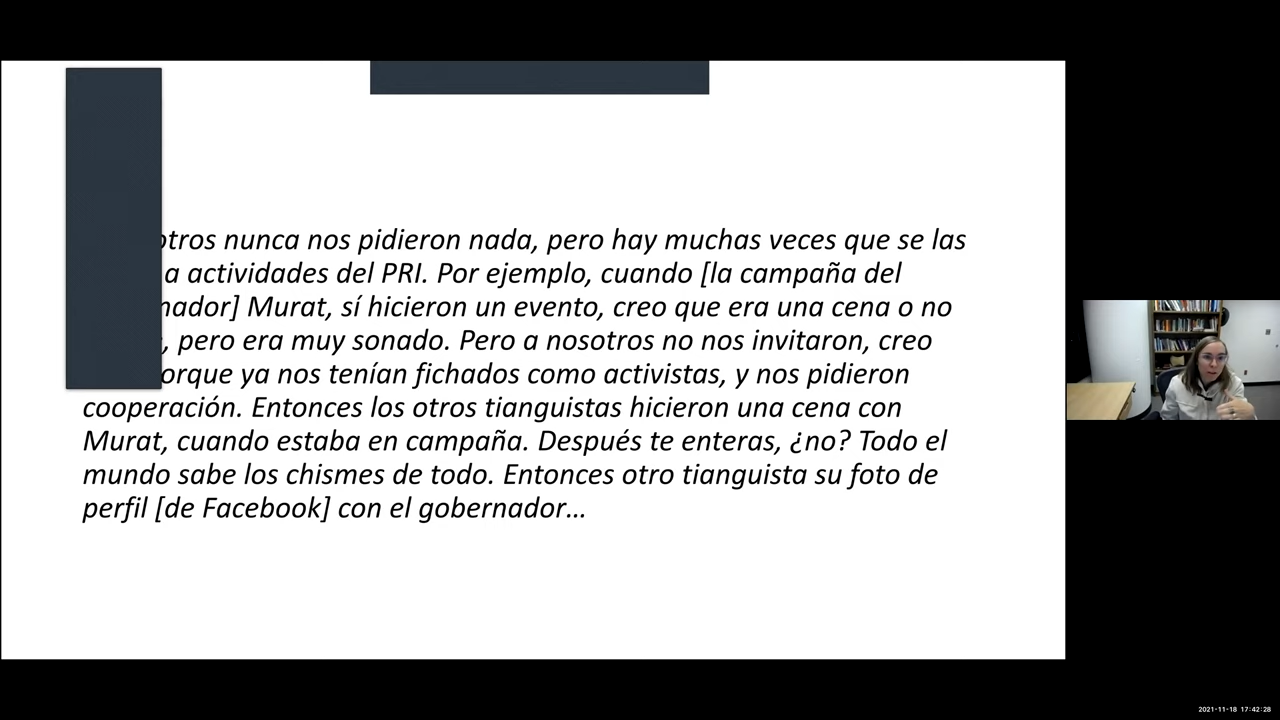 nunca nos pidieron nada, pero hay muchas veces que se las
a actividades del PRI. Por ejemplo, cuando [la campaña del
Murat, sí hicieron un evento, creo que era una cena o no
pero era muy sonado. Pero a nosotros no nos invitaron, creo
ya nos tenían fichados como activistas, y nos pidieron
cooperación. Entonces los otros tianguistas hicieron una cena con
Murat, cuando estaba en campaña. Después te enteras, ¿no? Todo el
mundo sabe los chismes de todo. Entonces otro tianguista su foto de
perfil [de Facebook] con el gobernador…
2021-11-18 17:42:28